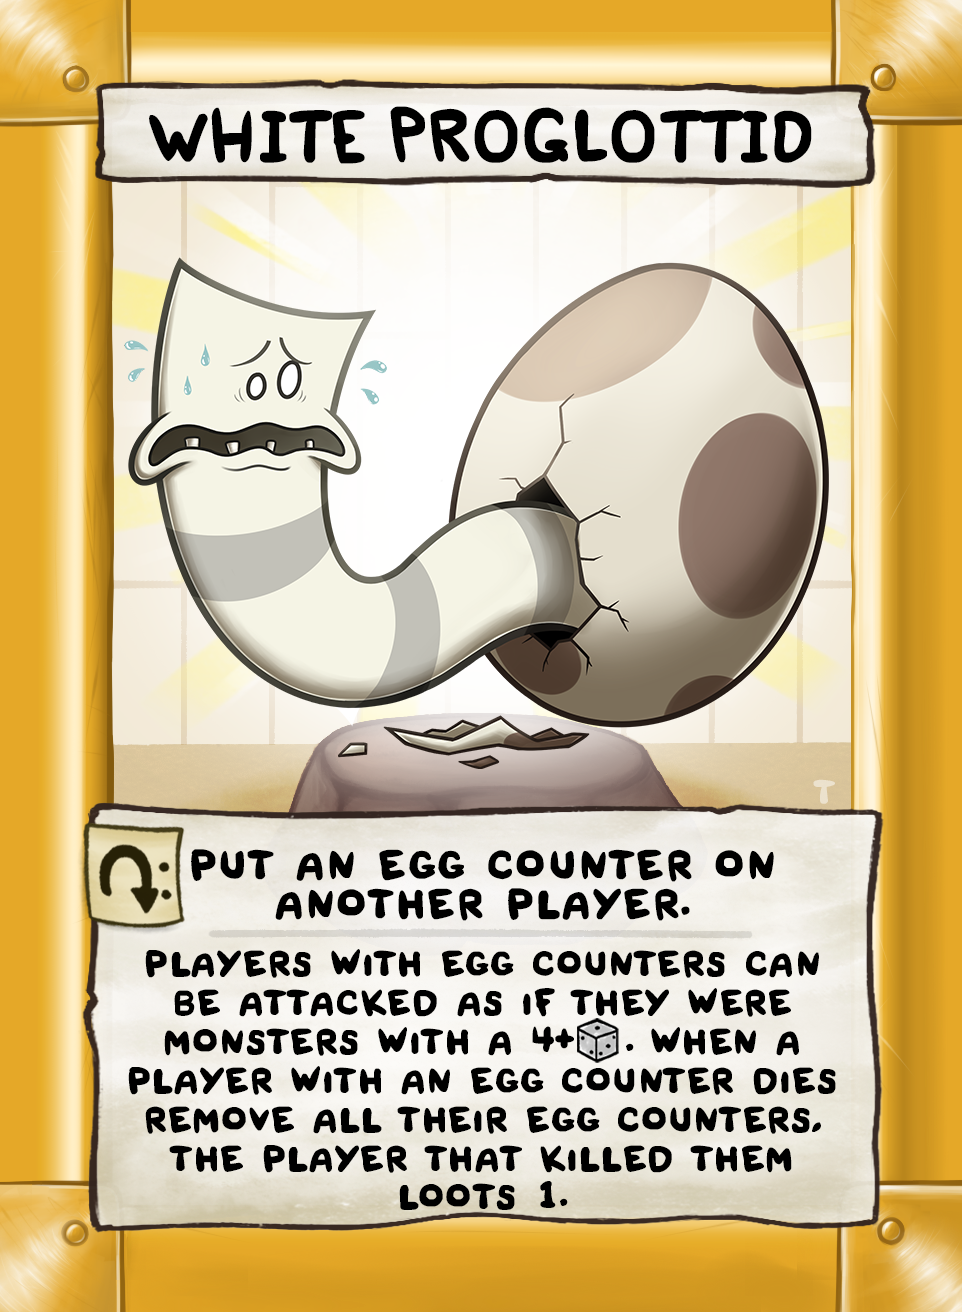 WHITE PROGLOTTID
T
PUT AN EGG COUNTER ON
ANOTHER PLAYER.
PLAYERS WITH EGG COUNTERS CAN
BE ATTACKED AS IF THEY WERE
MONSTERS WITH A 4+. WHEN A
PLAYER WITH AN EGG COUNTER DIES
REMOVE ALL THEIR EGG COUNTERS.
THE PLAYER THAT KILLED THEM
LOOTS 1.